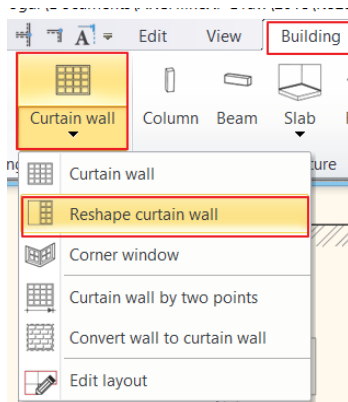 A Edit View Building
Curtain wall Column Beam Slab
ure
Curtain wall
Reshape curtain wall
Corner window
Curtain wall by two points
Convert wall to curtain wall
Edit layout